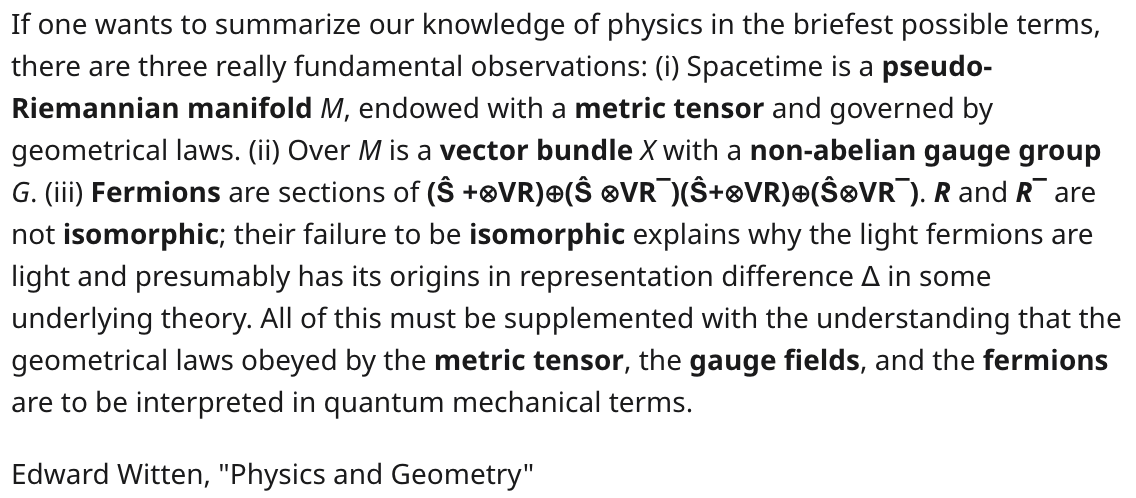 If one wants to summarize our knowledge of physics in the briefest possible terms,
there are three really fundamental observations: (i) Spacetime is a pseudo-
Riemannian manifold M, endowed with a metric tensor and governed by
geometrical laws. (ii) Over M is a vector bundle X with a non-abelian gauge group
G. (iii) Fermions are sections of (Ŝ +⊗VR)⊕(Ŝ ⊗VR¯)(Ŝ+⊗VR)⊕(Ŝ⊗VR¯). R and R¯ are
not isomorphic; their failure to be isomorphic explains why the light fermions are
light and presumably has its origins in representation difference Δ in some
underlying theory. All of this must be supplemented with the understanding that the
geometrical laws obeyed by the metric tensor, the gauge fields, and the fermions
are to be interpreted in quantum mechanical terms.
Edward Witten, "Physics and Geometry"